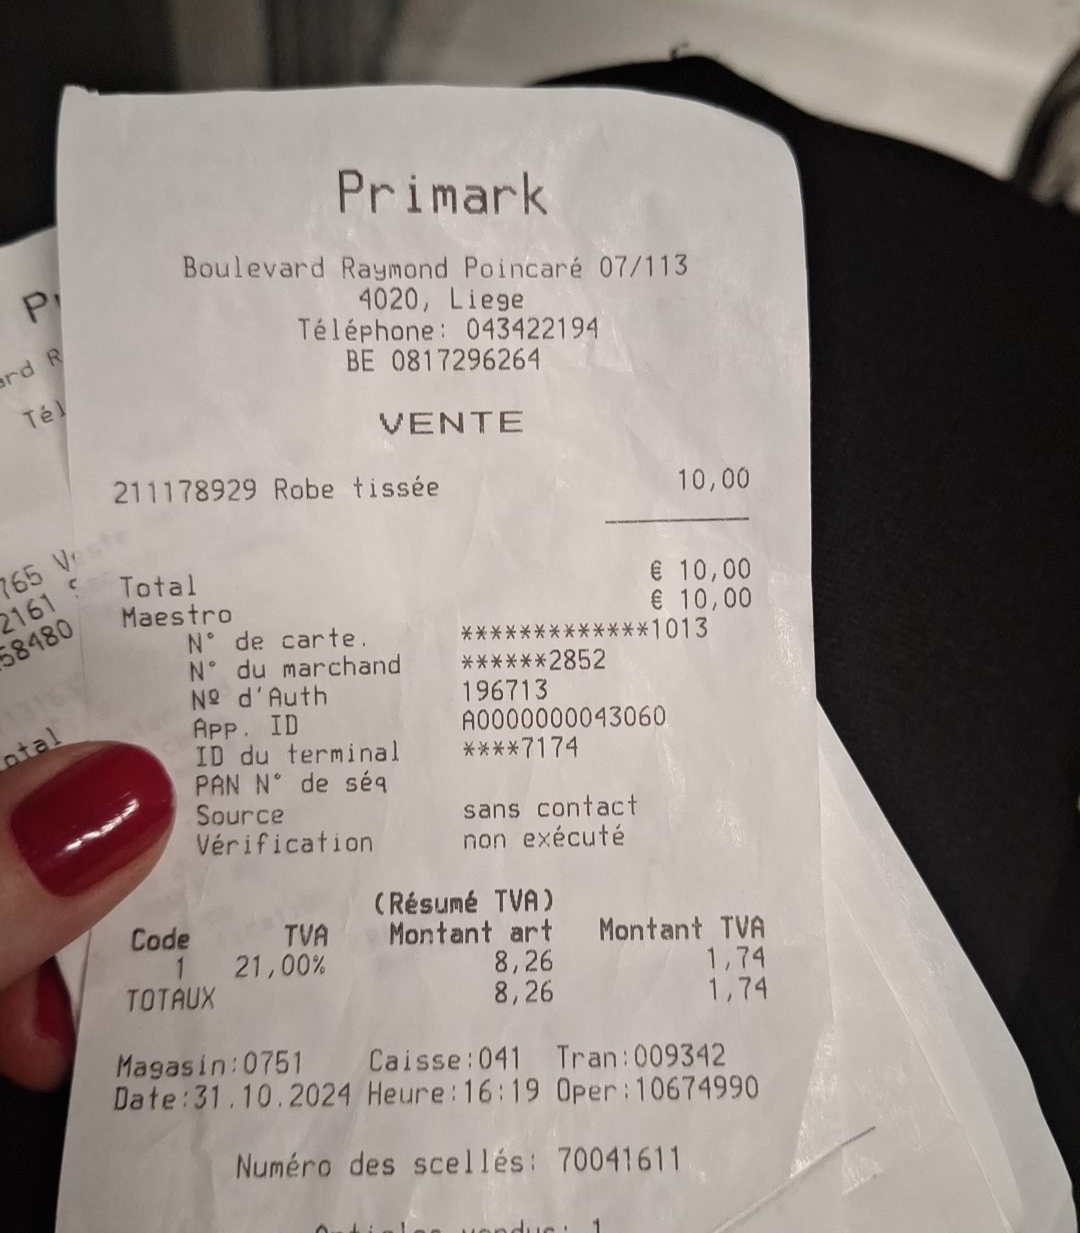 Primark
Boulevard Raymond Poincaré 07/113
4020, Liege
Téléphone: 043422194
BE 0817296264
VENTE
211178929 Robe tissée 10,00
Total € 10,00
Maestro € 10,00
N° de carte. *************1013
N° du marchand ******2852
Nº d'Auth 196713
App. ID A0000000043060
ID du terminal ****7174
PAN N° de séq
Source sans contact
Vérification non exécuté
(Résumé TVA)
Code TVA Montant art Montant TVA
1 21,00% 8,26 1,74
TOTAUX 8,26 1,74
Magasin:0751 Caisse:041 Tran:009342
Date:31.10.2024 Heure:16:19 Oper:10674990
Numéro des scellés: 70041611